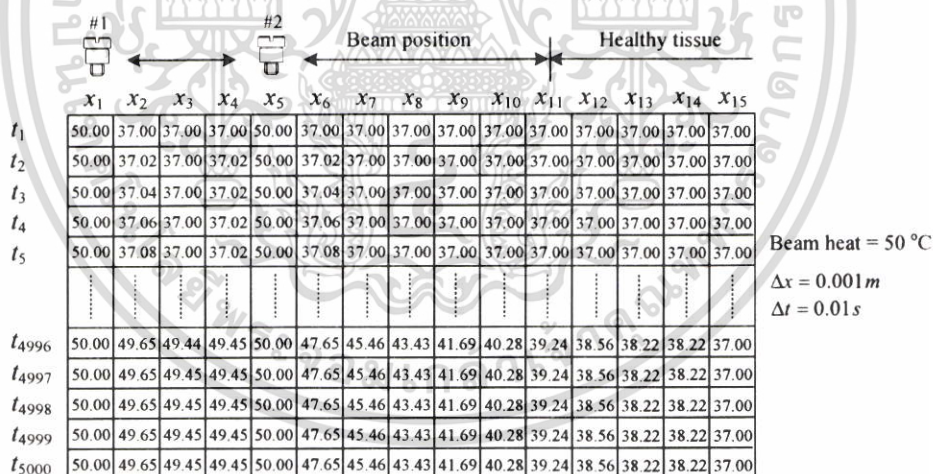 #1 #2
Beam position Healthy tissue
x1 x2 x3 x4 x5 x6 x7 x8 x9 x10 x11 x12 x13 x14 x15
t1 50.00 37.00 37.00 37.00 50.00 37.00 37.00 37.00 37.00 37.00 37.00 37.00 37.00 37.00 37.00
t2 50.00 37.02 37.00 37.02 50.00 37.02 37.00 37.00 37.00 37.00 37.00 37.00 37.00 37.00 37.00
t3 50.00 37.04 37.00 37.02 50.00 37.04 37.00 37.00 37.00 37.00 37.00 37.00 37.00 37.00 37.00
t4 50.00 37.06 37.00 37.02 50.00 37.06 37.00 37.00 37.00 37.00 37.00 37.00 37.00 37.00 37.00
t5 50.00 37.08 37.00 37.02 50.00 37.08 37.00 37.00 37.00 37.00 37.00 37.00 37.00 37.00 37.00
Beam heat = 50 °C
Δx = 0.001m
Δt = 0.01s
t4996 50.00 49.65 49.44 49.45 50.00 47.65 45.46 43.43 41.69 40.28 39.24 38.56 38.22 38.22 37.00
t4997 50.00 49.65 49.45 49.45 50.00 47.65 45.46 43.43 41.69 40.28 39.24 38.56 38.22 38.22 37.00
t4998 50.00 49.65 49.45 49.45 50.00 47.65 45.46 43.43 41.69 40.28 39.24 38.56 38.22 38.22 37.00
t4999 50.00 49.65 49.45 49.45 50.00 47.65 45.46 43.43 41.69 40.28 39.24 38.56 38.22 38.22 37.00
t5000 50.00 49.65 49.45 49.45 50.00 47.65 45.46 43.43 41.69 40.28 39.24 38.56 38.22 38.22 37.00